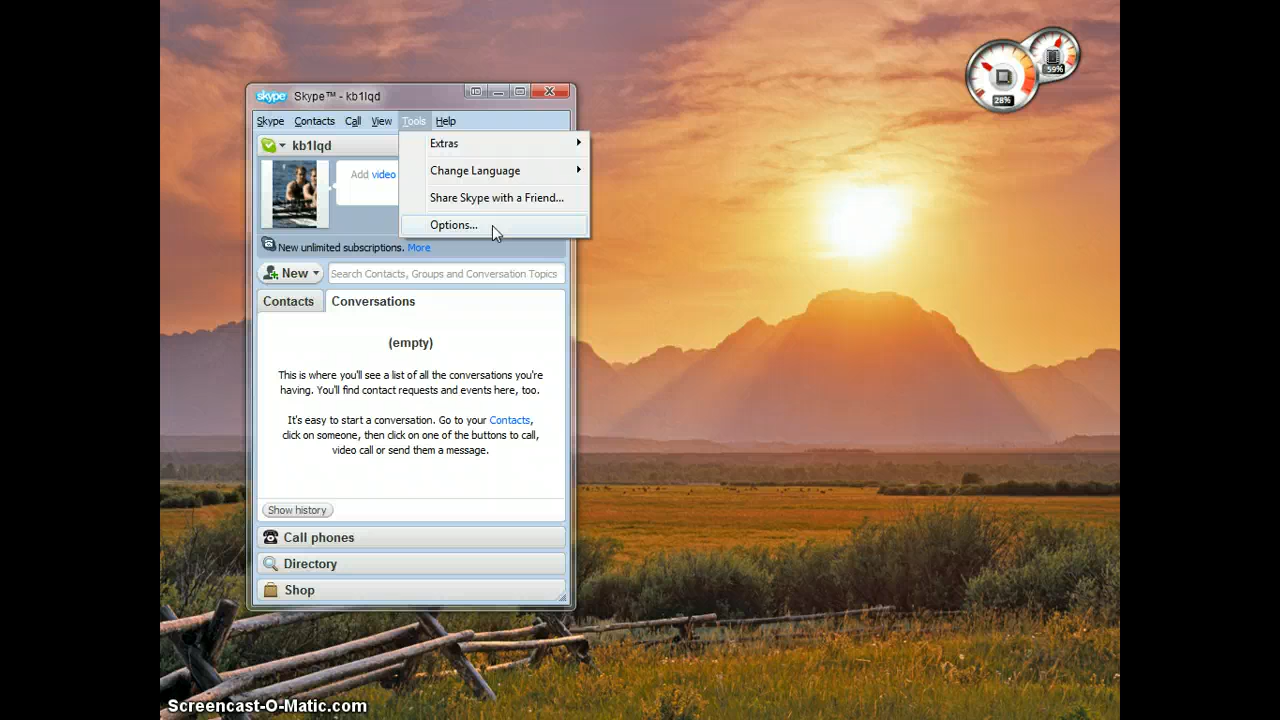 skype Skype™ - kb1lqd
Skype Contacts Call View Tools Help
kb1lqd
Extras
Change Language
Share Skype with a Friend...
Options...
Add video
New unlimited subscriptions. More
New Search Contacts, Groups and Conversation Topics
Contacts Conversations
(empty)
This is where you'll see a list of all the conversations you're
having. You'll find contact requests and events here, too.
It's easy to start a conversation. Go to your Contacts,
click on someone, then click on one of the buttons to call,
video call or send them a message.
Show history
Call phones
Directory
Shop
59%
28%
Screencast-O-Matic.com